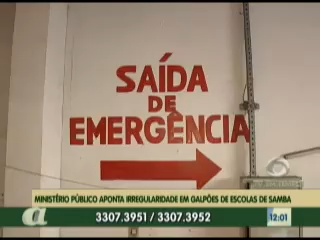 SAÍDA
DE
EMERGÊNCIA
MINISTÉRIO PÚBLICO APONTA IRREGULARIDADE EM GALPÕES DE ESCOLAS DE SAMBA
a
3307.3951 / 3307.3952
12:01